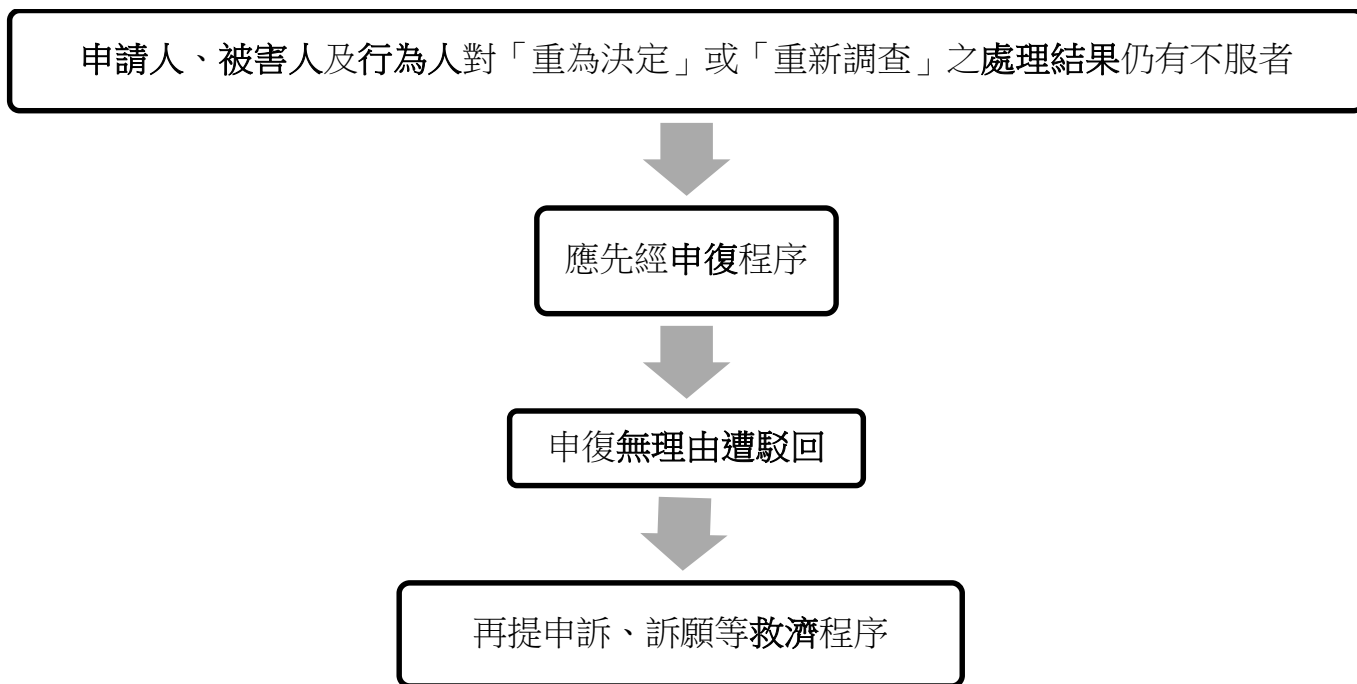 申請人、被害人及行為人對「重為決定」或「重新調查」之處理結果仍有不服者
應先經申復程序
申復無理由遭駁回
再提申訴、訴願等救濟程序